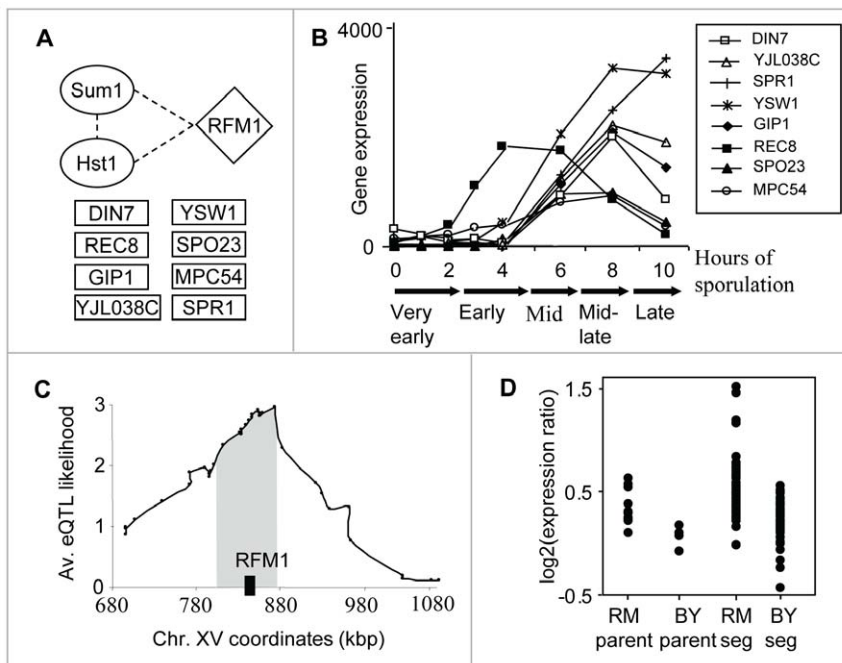 A
Sum1
Hst1
RFM1
DIN7 YSW1
REC8 SPO23
GIP1 MPC54
YJL038C SPR1
B
4000
Gene expression
0
0 2 4 6 8 10
Hours of
sporulation
Very
early
Early
Mid
Mid-
late
Late
DIN7
YJL038C
SPR1
YSW1
GIP1
REC8
SPO23
MPC54
C
Av. eQTL likelihood
3
2
1
0
RFM1
680 780 880 980 1080
Chr. XV coordinates (kbp)
D
log2(expression ratio)
1.5
0.5
-0.5
RM
parent
BY
parent
RM
seg
BY
seg